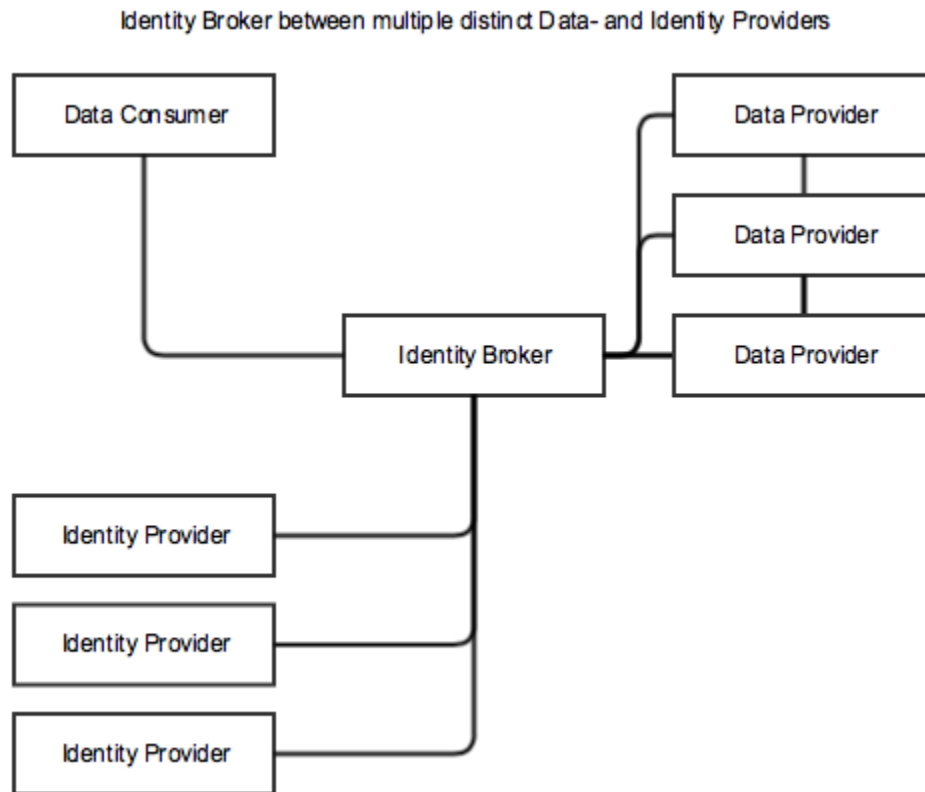 Identity Broker between multiple distinct Data- and Identity Providers
Data Consumer
Data Provider
Data Provider
Identity Broker
Data Provider
Identity Provider
Identity Provider
Identity Provider